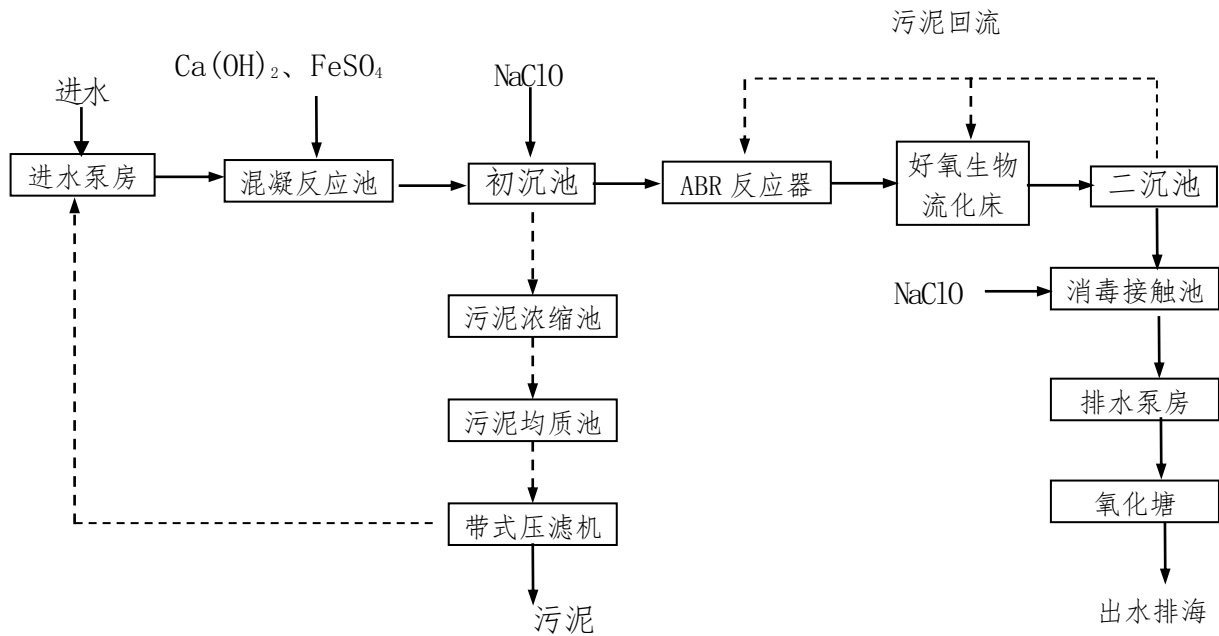 污泥回流
Ca(OH)₂、FeSO₄
NaClO
进水
进水泵房
混凝反应池
初沉池
ABR 反应器
好氧生物
流化床
二沉池
NaClO
消毒接触池
污泥浓缩池
排水泵房
污泥均质池
氧化塘
带式压滤机
出水排海
污泥